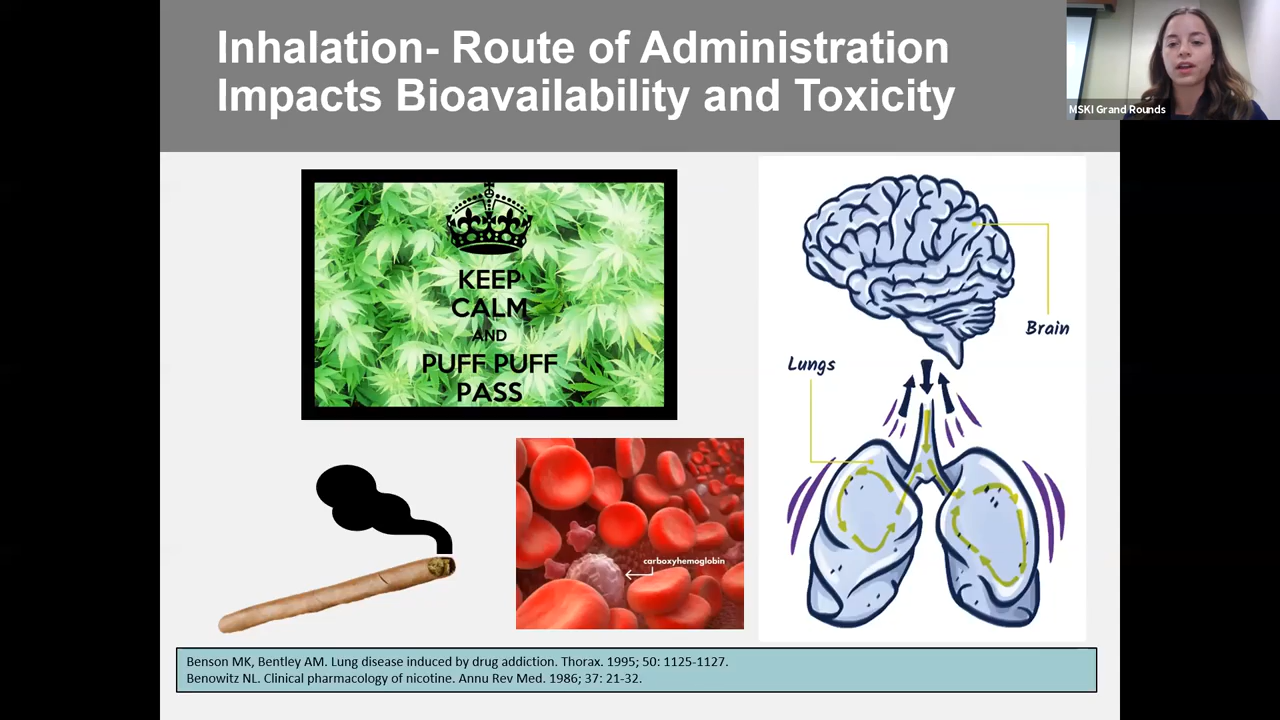 Inhalation- Route of Administration
Impacts Bioavailability and Toxicity
MSKI Grand Rounds
KEEP
CALM
AND
PUFF PUFF
PASS
Brain
Lungs
carboxyhemoglobin
Benson MK, Bentley AM. Lung disease induced by drug addiction. Thorax. 1995; 50: 1125-1127.
Benowitz NL. Clinical pharmacology of nicotine. Annu Rev Med. 1986; 37: 21-32.